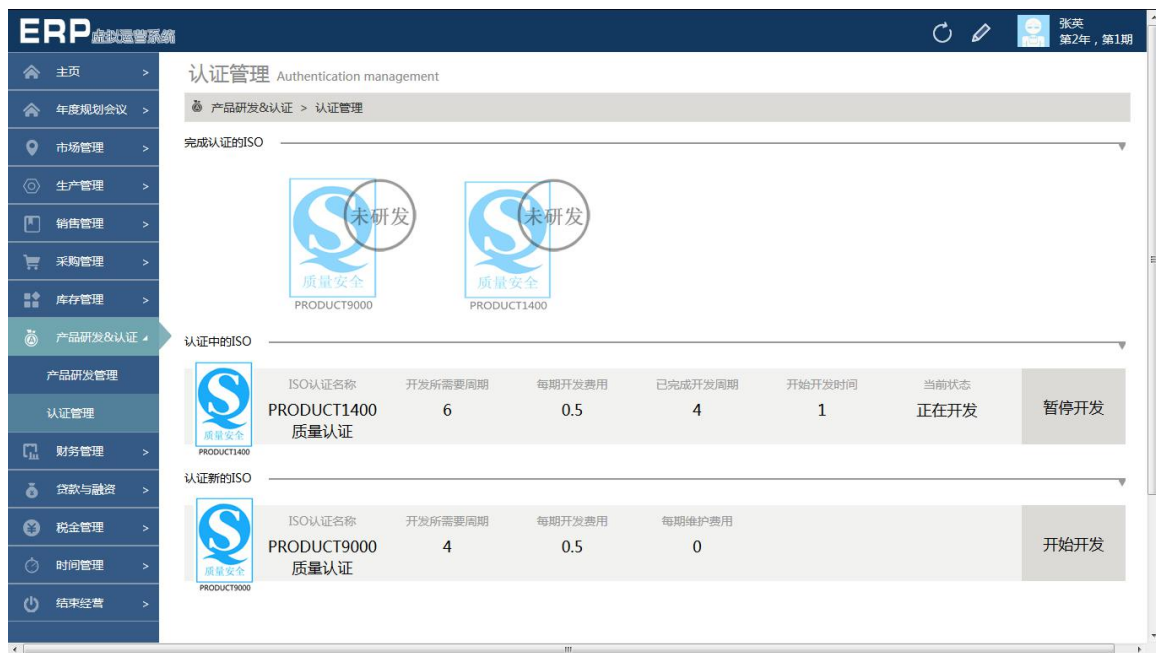 ERP虚拟运营系统
张英
第2年，第1期
主页 >
年度规划会议 >
市场管理 >
生产管理 >
销售管理 >
采购管理 >
库存管理 >
产品研发&认证
产品研发管理
认证管理
财务管理 >
贷款与融资 >
税金管理 >
时间管理 >
结束经营 >
认证管理 Authentication management
产品研发&认证 > 认证管理
完成认证的ISO
未研发 未研发
质量安全 质量安全
PRODUCT9000 PRODUCT1400
认证中的ISO
ISO认证名称 开发所需要周期 每期开发费用 已完成开发周期 开始开发时间 当前状态
PRODUCT1400 6 0.5 4 1 正在开发 暂停开发
质量认证
质量安全
PRODUCT1400
认证新的ISO
ISO认证名称 开发所需要周期 每期开发费用 每期维护费用
PRODUCT9000 4 0.5 0 开始开发
质量认证
质量安全
PRODUCT9000